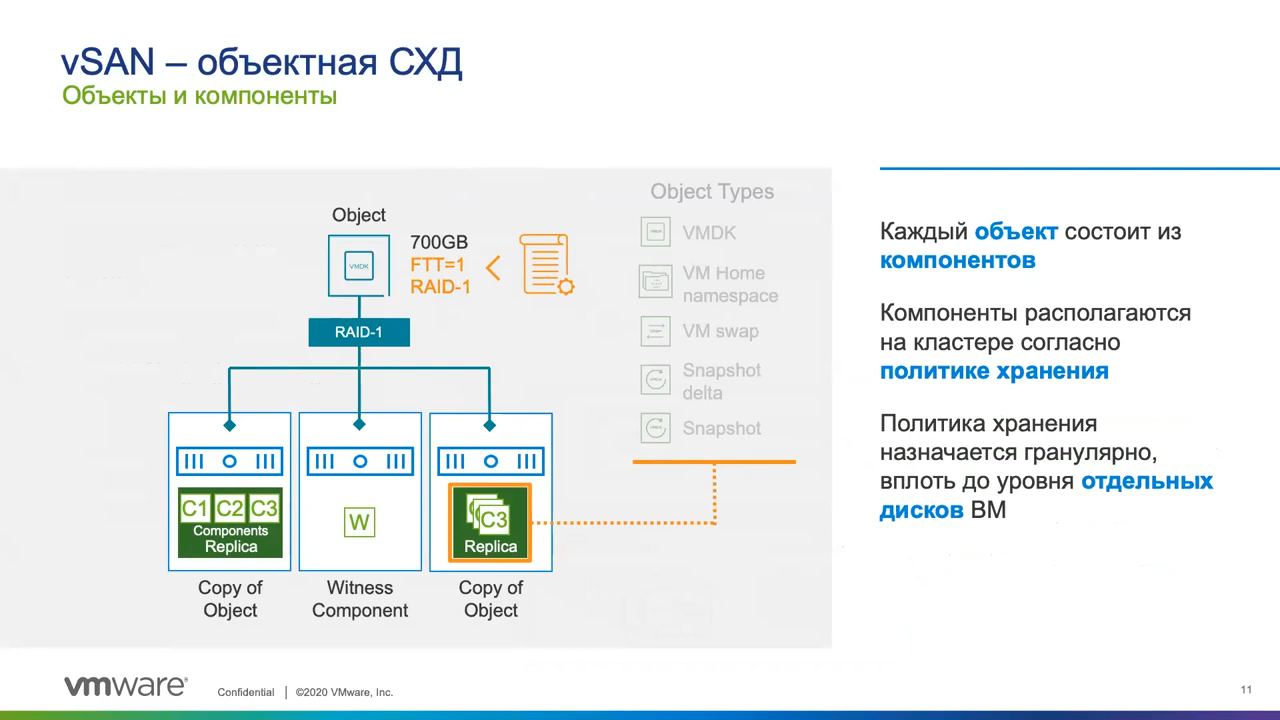 vSAN – объектная СХД
Объекты и компоненты
Object
VMDK
700GB
FTT=1
RAID-1
RAID-1
C1 C2 C3
Components
Replica
W
C3
Replica
Copy of
Object
Witness
Component
Copy of
Object
Object Types
VMDK
VM Home
namespace
VM swap
Snapshot
delta
Snapshot
Каждый объект состоит из
компонентов
Компоненты располагаются
на кластере согласно
политике хранения
Политика хранения
назначается гранулярно,
вплоть до уровня отдельных
дисков ВМ
vmware®
Confidential | ©2020 VMware, Inc.
11